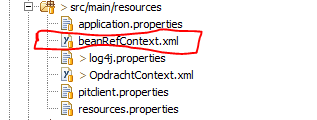 > src/main/resources
application.properties
beanRefContext.xml
> log4j.properties
> OpdrachtContext.xml
pitclient.properties
resources.properties